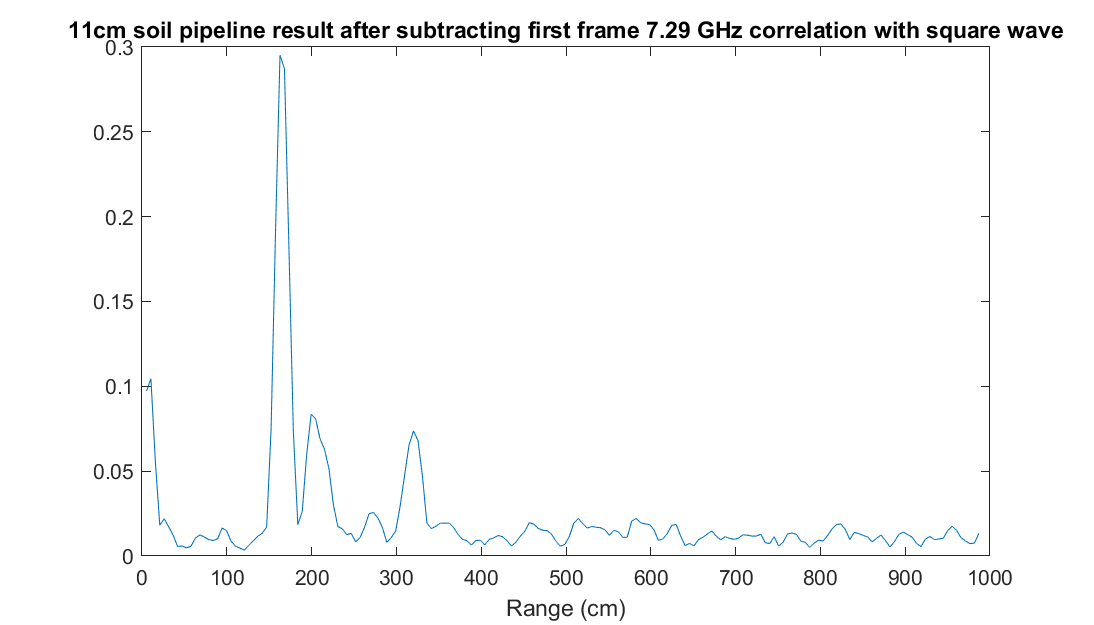 11cm soil pipeline result after subtracting first frame 7.29 GHz correlation with square wave
0.3
0.25
0.2
0.15
0.1
0.05
0
0 100 200 300 400 500 600 700 800 900 1000
Range (cm)